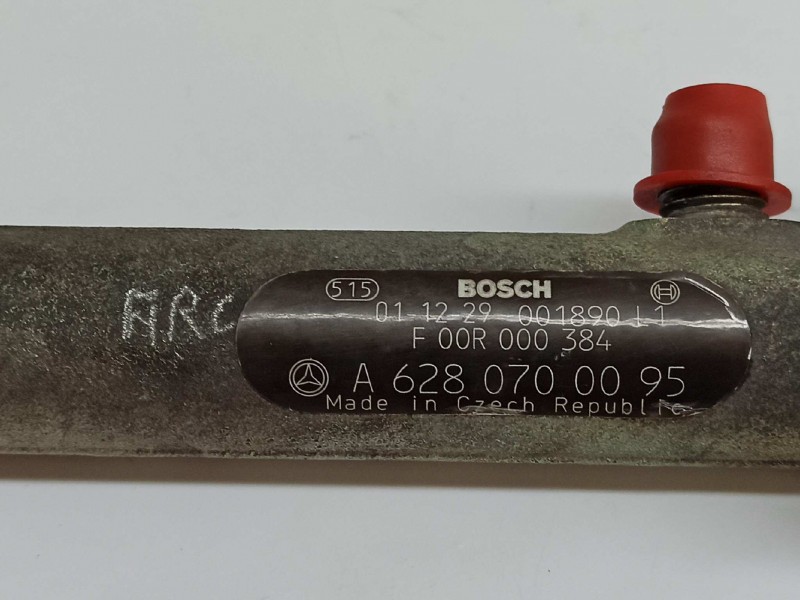 515 BOSCH
01 12 29 001890 L1
F 00R 000 384
A 628 070 00 95
Made in Czech Republic
ARC